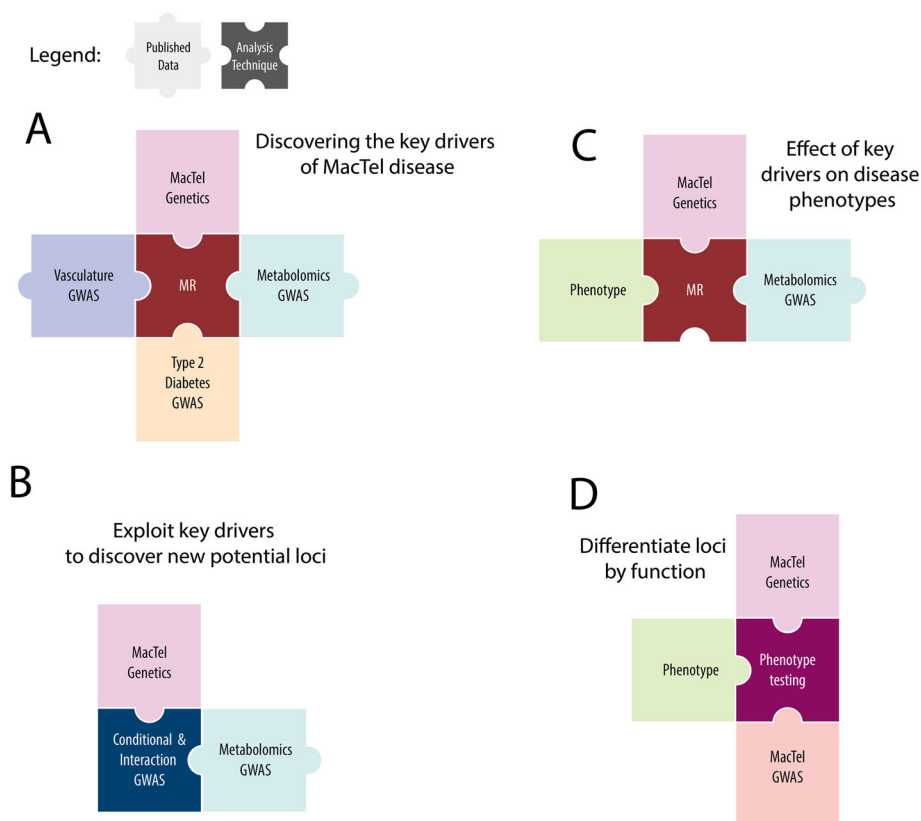 Legend:
Published
Data
Analysis
Technique
A
Discovering the key drivers
of MacTel disease
MacTel
Genetics
Vasculature
GWAS
MR
Metabolomics
GWAS
Type 2
Diabetes
GWAS
C
Effect of key
drivers on disease
phenotypes
MacTel
Genetics
Phenotype
MR
Metabolomics
GWAS
B
Exploit key drivers
to discover new potential loci
MacTel
Genetics
Conditional &
Interaction
GWAS
Metabolomics
GWAS
D
Differentiate loci
by function
MacTel
Genetics
Phenotype
Phenotype
testing
MacTel
GWAS